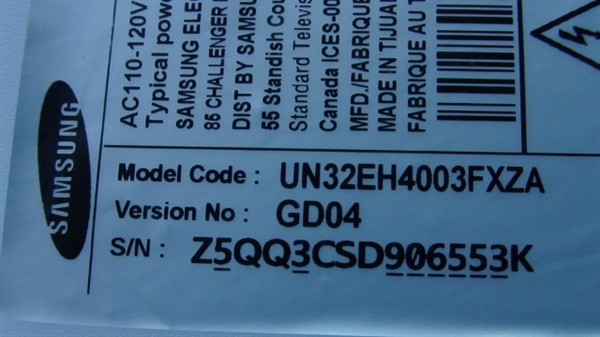 SAMSUNG
AC110-120V
Typical powe
SAMSUNG ELEC
85 CHALLENGER
DIST BY SAMSU
55 Standish Cou
Standard Televis
Canada ICES-00
MFD./FABRIQUE
MADE IN TIJUA
FABRIQUE AU T
Model Code : UN32EH4003FXZA
Version No : GD04
S/N : Z5QQ3CSD906553K